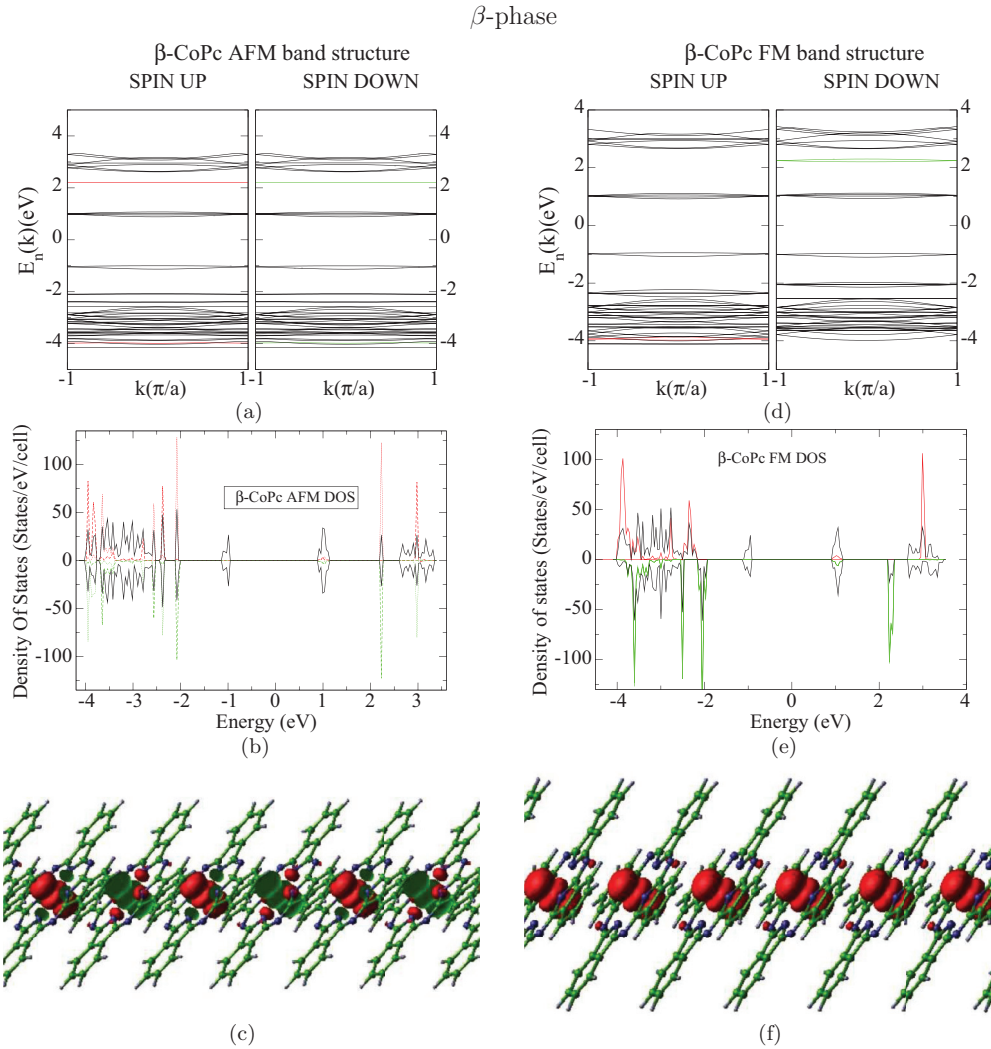 β-phase
β-CoPc AFM band structure
SPIN UP SPIN DOWN
E_n(k)(eV)
4
2
0
-2
-4
4
2
0
-2
-4
-1 1 -1 1
k(π/a) k(π/a)
(a)
β-CoPc FM band structure
SPIN UP SPIN DOWN
E_n(k)(eV)
4
2
0
-2
-4
4
2
0
-2
-4
-1 1 -1 1
k(π/a) k(π/a)
(d)
Density Of States (States/eV/cell)
100
50
0
-50
-100
β-CoPc AFM DOS
-4 -3 -2 -1 0 1 2 3
Energy (eV)
(b)
Density of states (States/eV/cell)
100
50
0
-50
-100
β-CoPc FM DOS
-4 -2 0 2 4
Energy (eV)
(e)
(c)
(f)